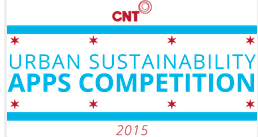 CNT
URBAN SUSTAINABILITY
APPS COMPETITION
2015